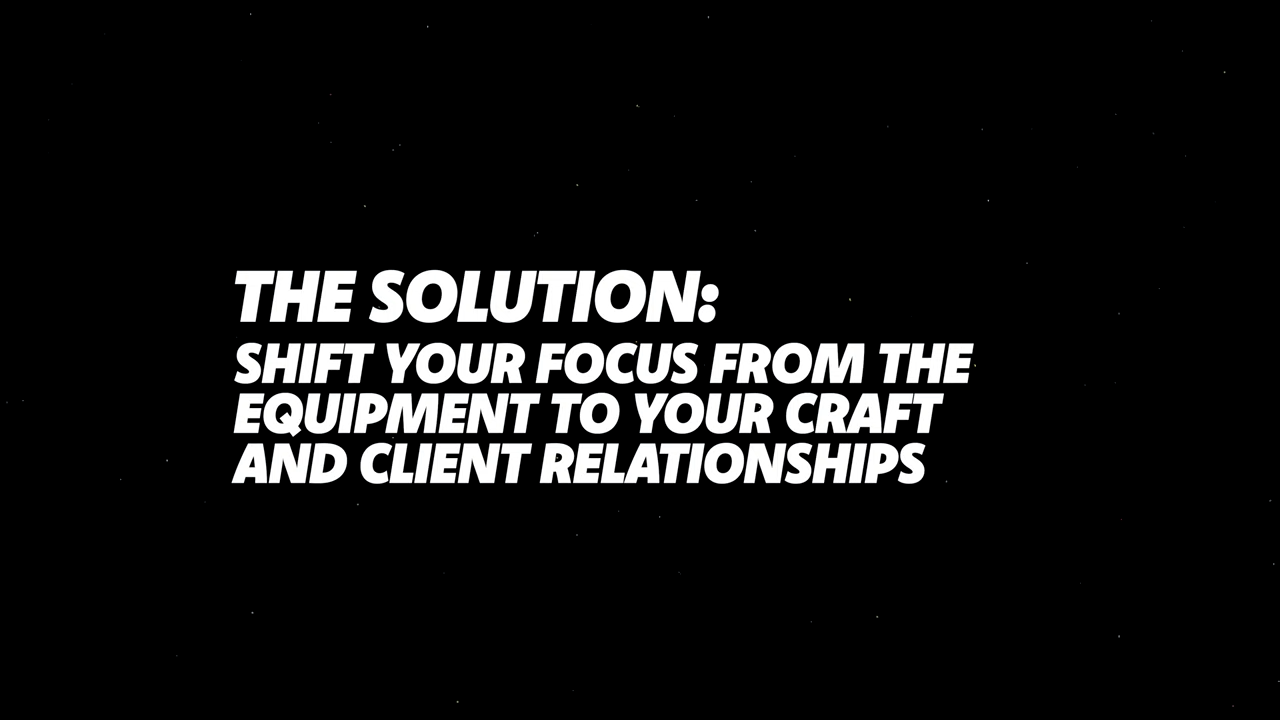 THE SOLUTION:
SHIFT YOUR FOCUS FROM THE
EQUIPMENT TO YOUR CRAFT
AND CLIENT RELATIONSHIPS